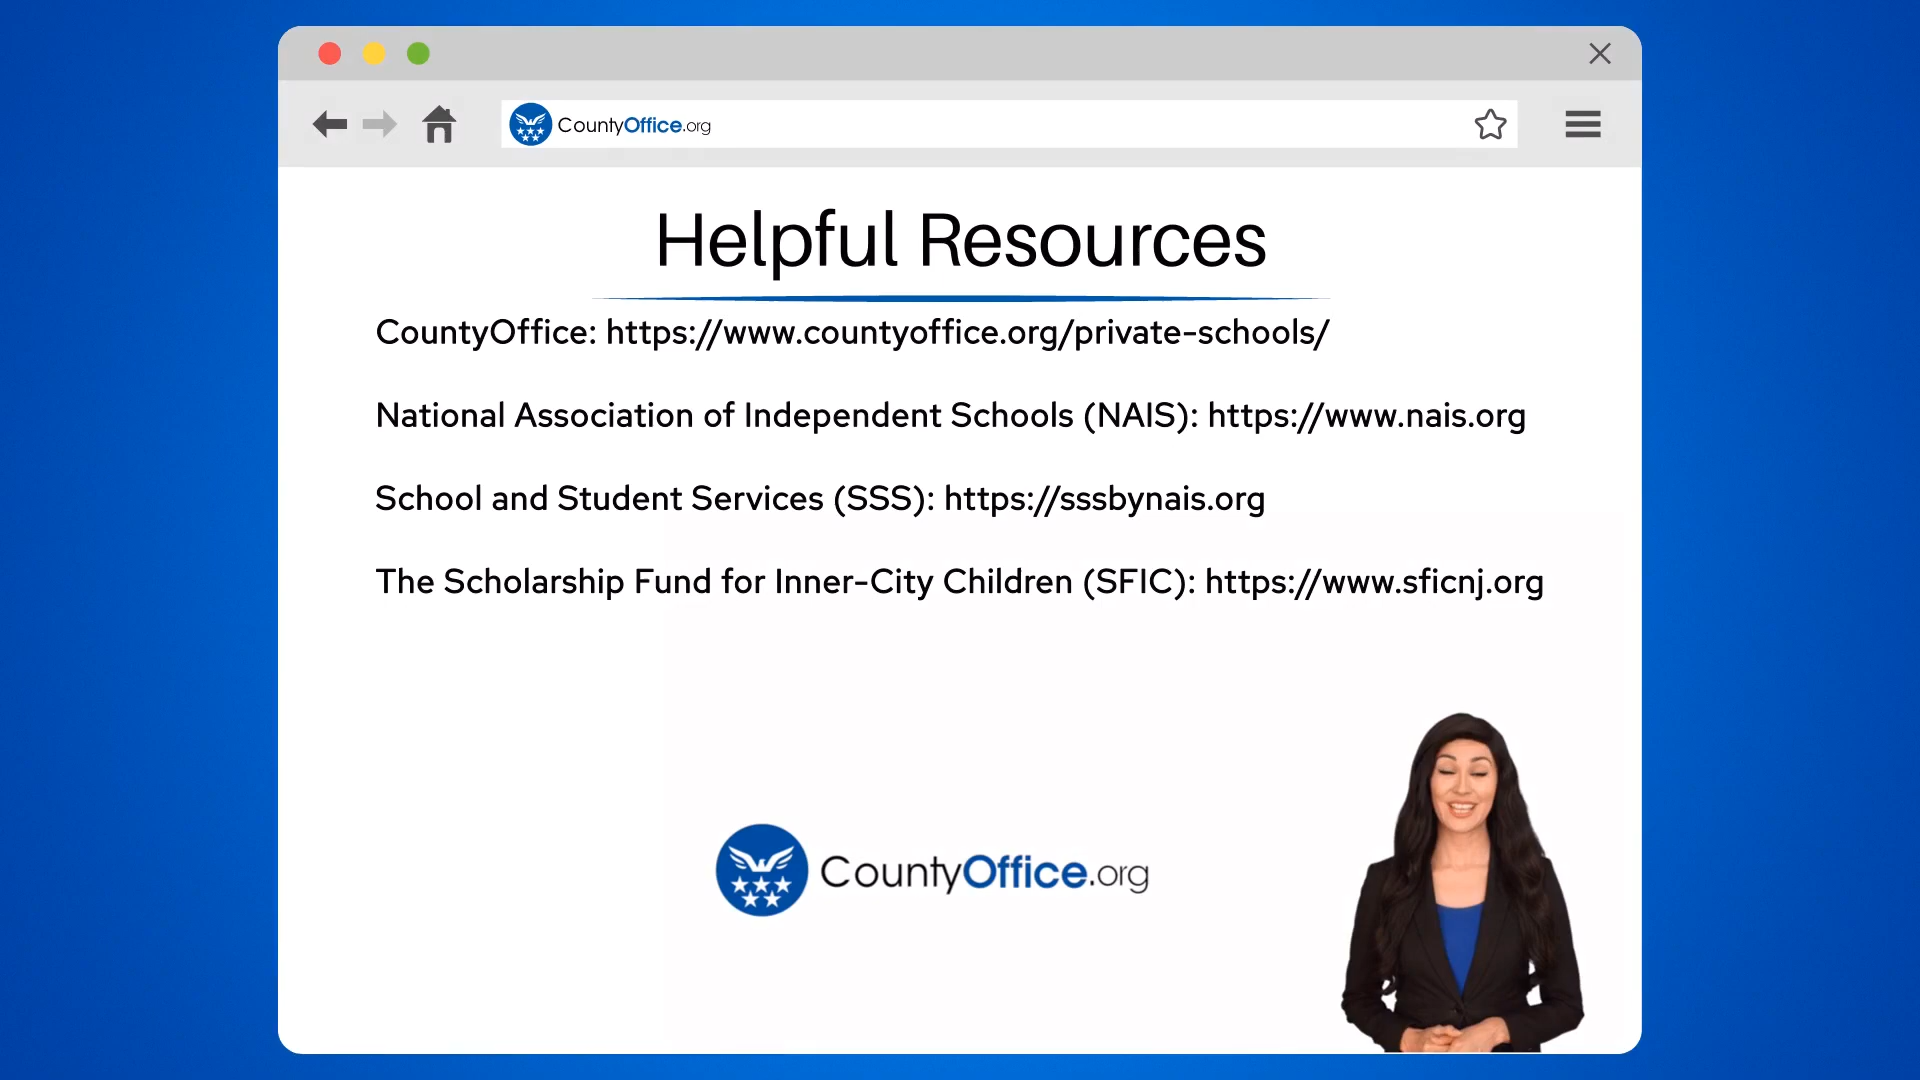 CountyOffice.org
Helpful Resources
CountyOffice: https://www.countyoffice.org/private-schools/
National Association of Independent Schools (NAIS): https://www.nais.org
School and Student Services (SSS): https://sssbynais.org
The Scholarship Fund for Inner-City Children (SFIC): https://www.sficnj.org
CountyOffice.org